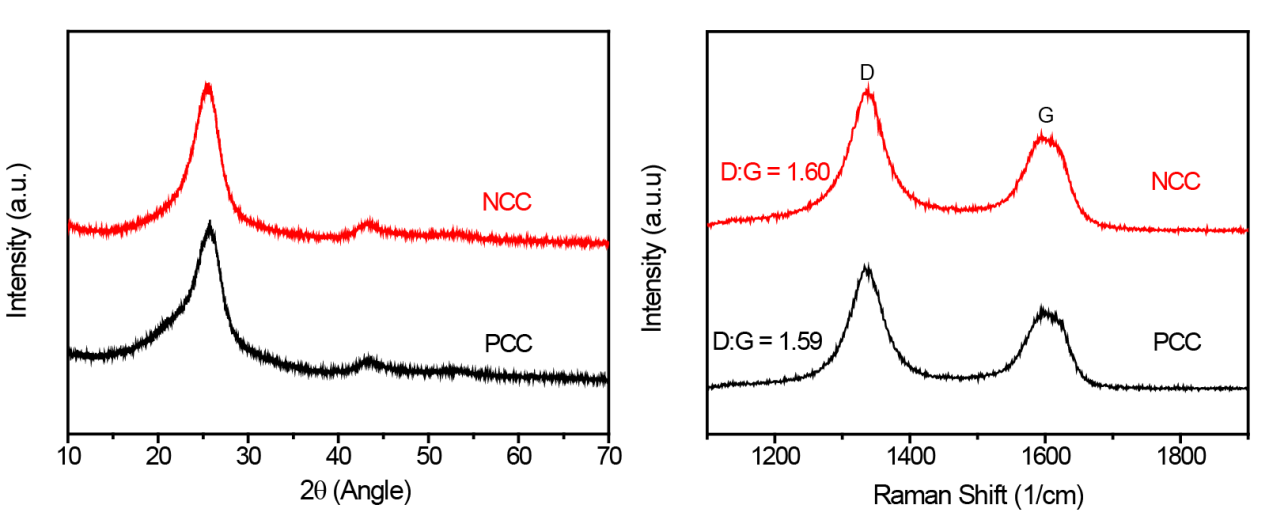 Intensity (a.u.)
NCC
PCC
10 20 30 40 50 60 70
2θ (Angle)
Intensity (a.u.u)
D
G
D:G = 1.60
NCC
D:G = 1.59
PCC
1200 1400 1600 1800
Raman Shift (1/cm)